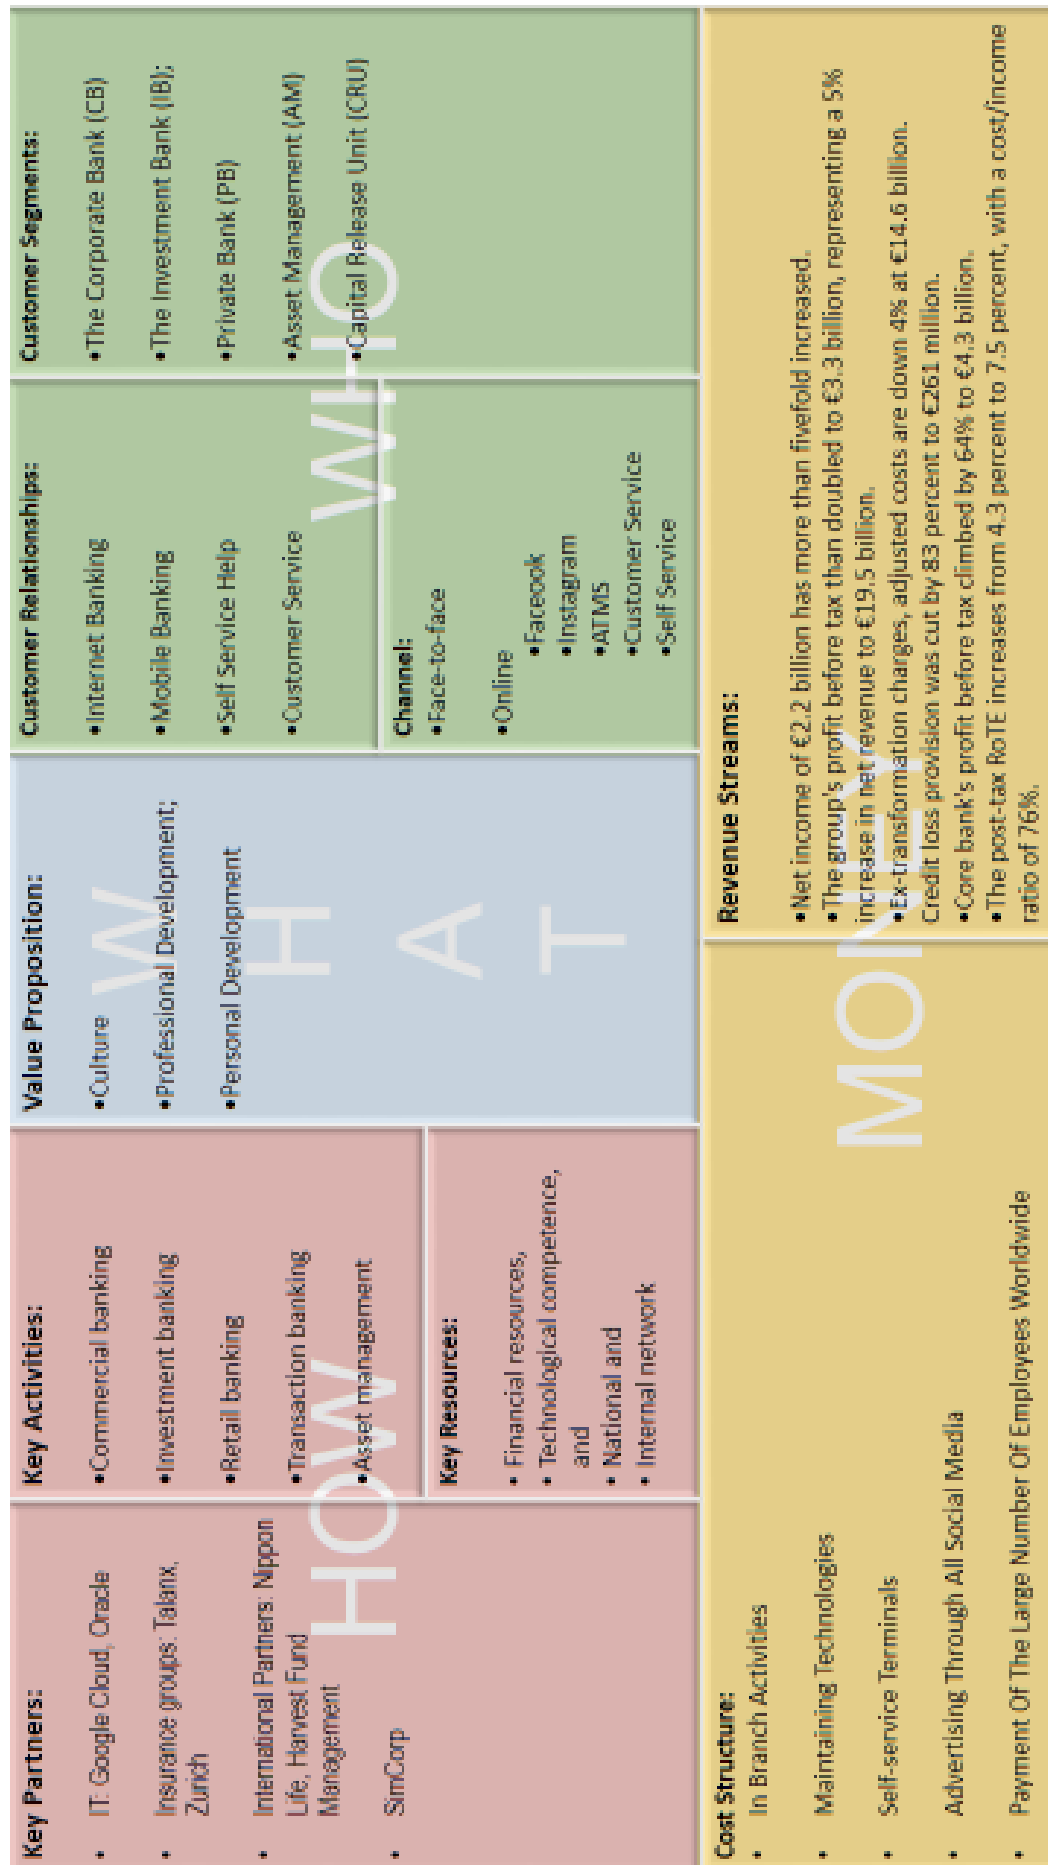 Key Partners:
• IT: Google Cloud, Oracle
• Insurance groups: Talanx,
Zurich
• International Partners: Nippon
Life, Harvest Fund
Management
• SimCorp
Key Activities:
•Commercial banking
•Investment banking
•Retail banking
•Transaction banking
•Asset management
Key Resources:
• Financial resources,
• Technological competence,
and
• National and
• Internal network
HOW
Value Proposition:
•Culture
•Professional Development;
•Personal Development
W
H
A
T
Customer Relationships:
•Internet Banking
•Mobile Banking
•Self Service Help
•Customer Service
Channel:
•Face-to-face
•Online
•Faceook
•Instagram
•ATMS
•Customer Service
•Self Service
Customer Segments:
•The Corporate Bank (CB)
•The Investment Bank (IB);
•Private Bank (PB)
•Asset Management (AM)
•Capital Release Unit (CRU)
WHO
Cost Structure:
• In Branch Activities
• Maintaining Technologies
• Self-service Terminals
• Advertising Through All Social Media
• Payment Of The Large Number Of Employees Worldwide
Revenue Streams:
•Net income of €2.2 billion has more than fivefold increased.
•The group's profit before tax than doubled to €3.3 billion, representing a 5%
increase in net revenue to €19.5 billion.
•Ex-transformation charges, adjusted costs are down 4% at €14.6 billion.
Credit loss provision was cut by 83 percent to €261 million.
•Core bank's profit before tax climbed by 64% to €4.3 billion.
•The post-tax RoTE increases from 4.3 percent to 7.5 percent, with a cost/income
ratio of 76%.
MONEY